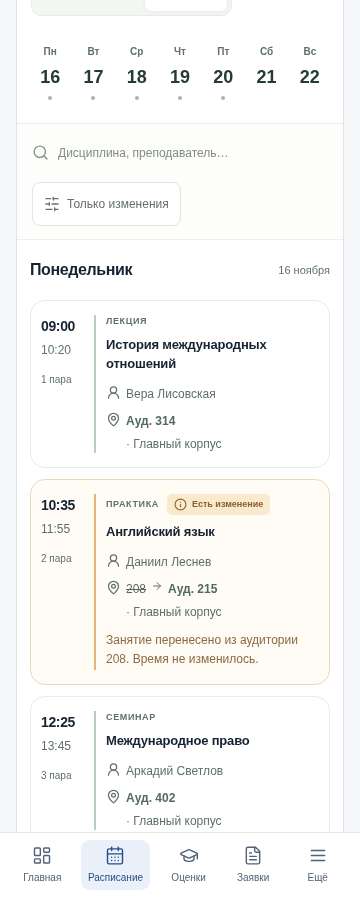 Пн Вт Ср Чт Пт Сб Вс
16 17 18 19 20 21 22
Дисциплина, преподаватель…
Только изменения
Понедельник 16 ноября
09:00
10:20
1 пара
ЛЕКЦИЯ
История международных
отношений
Вера Лисовская
Ауд. 314
· Главный корпус
10:35
11:55
2 пара
ПРАКТИКА Есть изменение
Английский язык
Даниил Леснев
208 → Ауд. 215
· Главный корпус
Занятие перенесено из аудитории
208. Время не изменилось.
12:25
13:45
3 пара
СЕМИНАР
Международное право
Аркадий Светлов
Ауд. 402
· Главный корпус
Главная Расписание Оценки Заявки Ещё